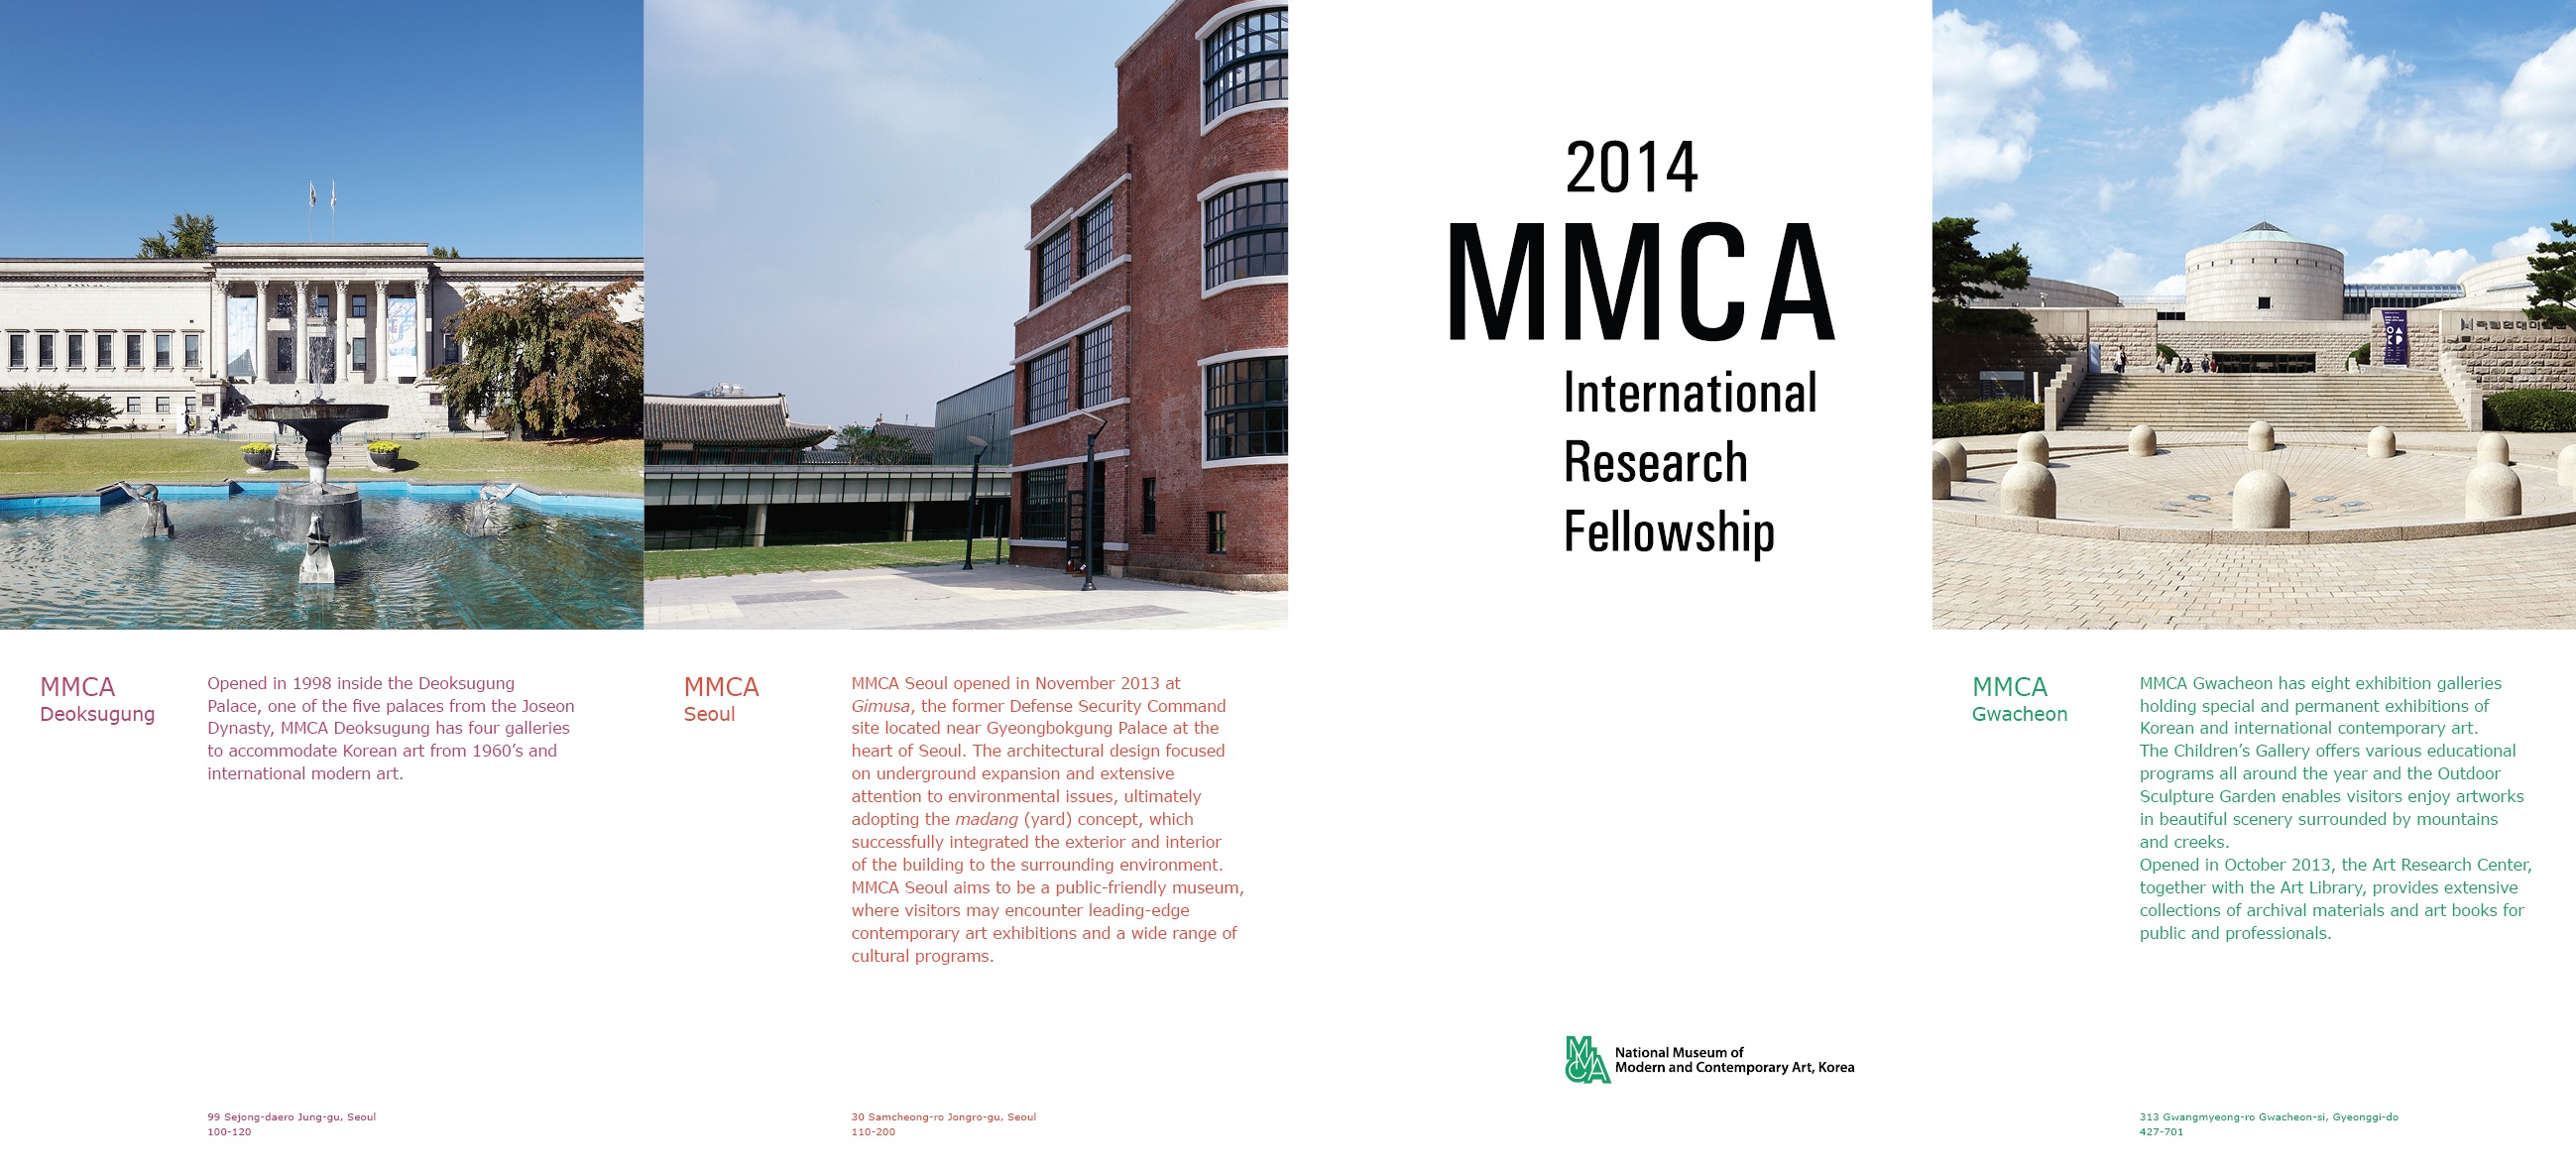 MMCA
Deoksugung
Opened in 1998 inside the Deoksugung
Palace, one of the five palaces from the Joseon
Dynasty, MMCA Deoksugung has four galleries
to accommodate Korean art from 1960’s and
international modern art.
99 Sejong-daero Jung-gu, Seoul
100-120
MMCA
Seoul
MMCA Seoul opened in November 2013 at
Gimusa, the former Defense Security Command
site located near Gyeongbokgung Palace at the
heart of Seoul. The architectural design focused
on underground expansion and extensive
attention to environmental issues, ultimately
adopting the madang (yard) concept, which
successfully integrated the exterior and interior
of the building to the surrounding environment.
MMCA Seoul aims to be a public-friendly museum,
where visitors may encounter leading-edge
contemporary art exhibitions and a wide range of
cultural programs.
30 Samcheong-ro Jongro-gu, Seoul
110-200
2014
MMCA
International
Research
Fellowship
MMCA
National Museum of
Modern and Contemporary Art, Korea
MMCA
Gwacheon
MMCA Gwacheon has eight exhibition galleries
holding special and permanent exhibitions of
Korean and international contemporary art.
The Children’s Gallery offers various educational
programs all around the year and the Outdoor
Sculpture Garden enables visitors enjoy artworks
in beautiful scenery surrounded by mountains
and creeks.
Opened in October 2013, the Art Research Center,
together with the Art Library, provides extensive
collections of archival materials and art books for
public and professionals.
313 Gwangmyeong-ro Gwacheon-si, Gyeonggi-do
427-701